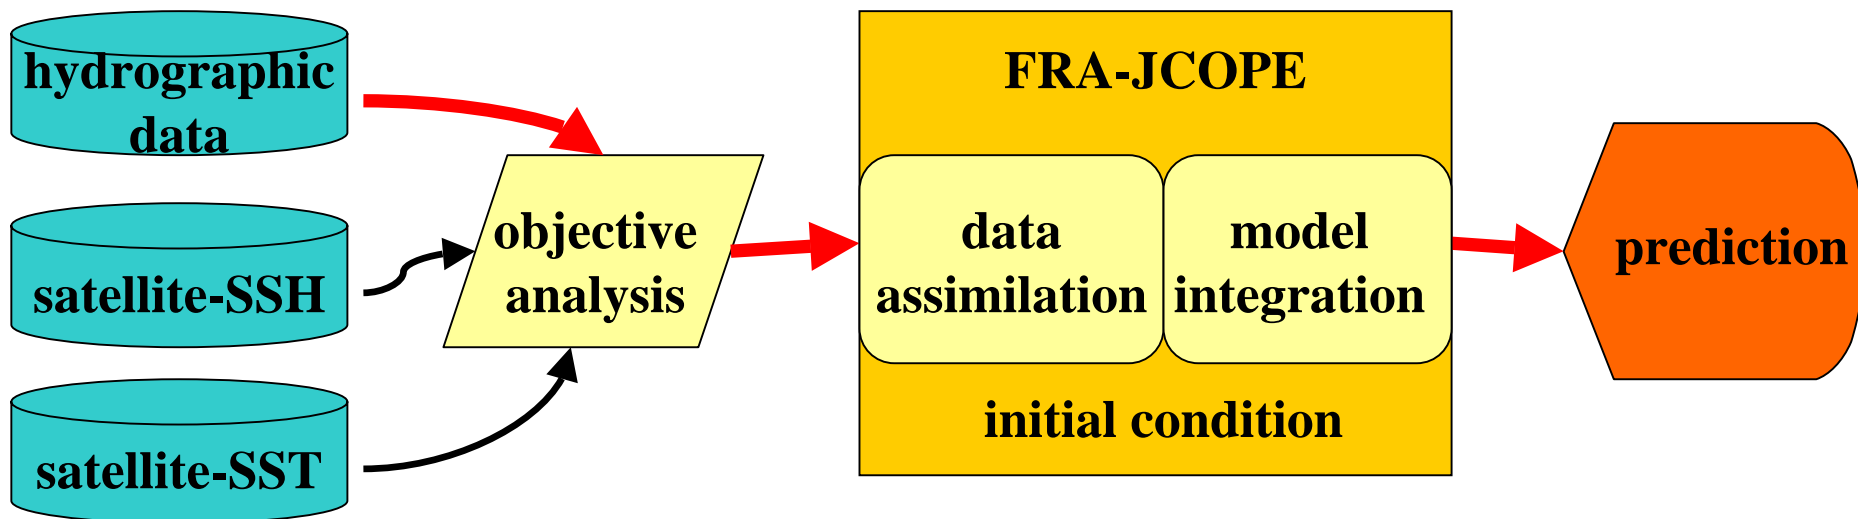 hydrographic
data
satellite-SSH
satellite-SST
objective
analysis
FRA-JCOPE
data
assimilation
model
integration
initial condition
prediction